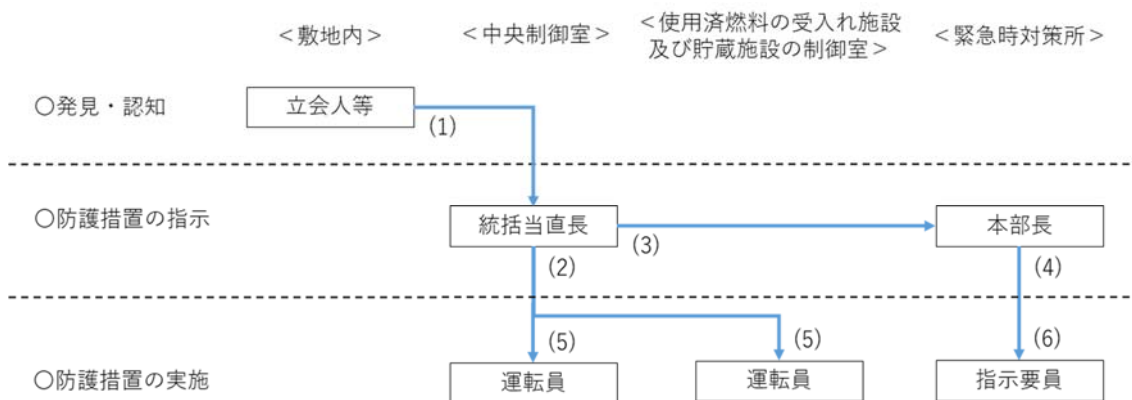 ＜敷地内＞
＜中央制御室＞
＜使用済燃料の受入れ施設
及び貯蔵施設の制御室＞
＜緊急時対策所＞
○発見・認知
立会人等
(1)
○防護措置の指示
統括当直長
(3)
本部長
(2)
(4)
(5)
(5)
(6)
○防護措置の実施
運転員
運転員
指示要員